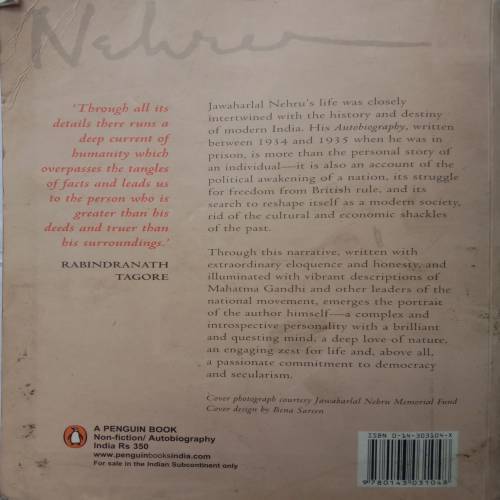 Nehru
'Through all its
details there runs a
deep current of
humanity which
overpasses the tangles
of facts and leads us
to the person who is
greater than his
deeds and truer than
his surroundings.'
RABINDRANATH
TAGORE
Jawaharlal Nehru's life was closely
intertwined with the history and destiny
of modern India. His Autobiography, written
between 1934 and 1935 when he was in
prison, is more than the personal story of
an individual—it is also an account of the
political awakening of a nation, its struggle
for freedom from British rule, and its
search to reshape itself as a modern society,
rid of the cultural and economic shackles
of the past.
Through this narrative, written with
extraordinary eloquence and honesty, and
illuminated with vibrant descriptions of
Mahatma Gandhi and other leaders of the
national movement, emerges the portrait
of the author himself—a complex and
introspective personality with a brilliant
and questing mind, a deep love of nature,
an engaging zest for life and, above all,
a passionate commitment to democracy
and secularism.
Cover photograph courtesy Jawaharlal Nehru Memorial Fund
Cover design by Bena Sareen
A PENGUIN BOOK
Non-fiction/ Autobiography
India Rs 350
www.penguinbooksindia.com
For sale in the Indian Subcontinent only
ISBN 0-14-303104-X
9 780143 031048